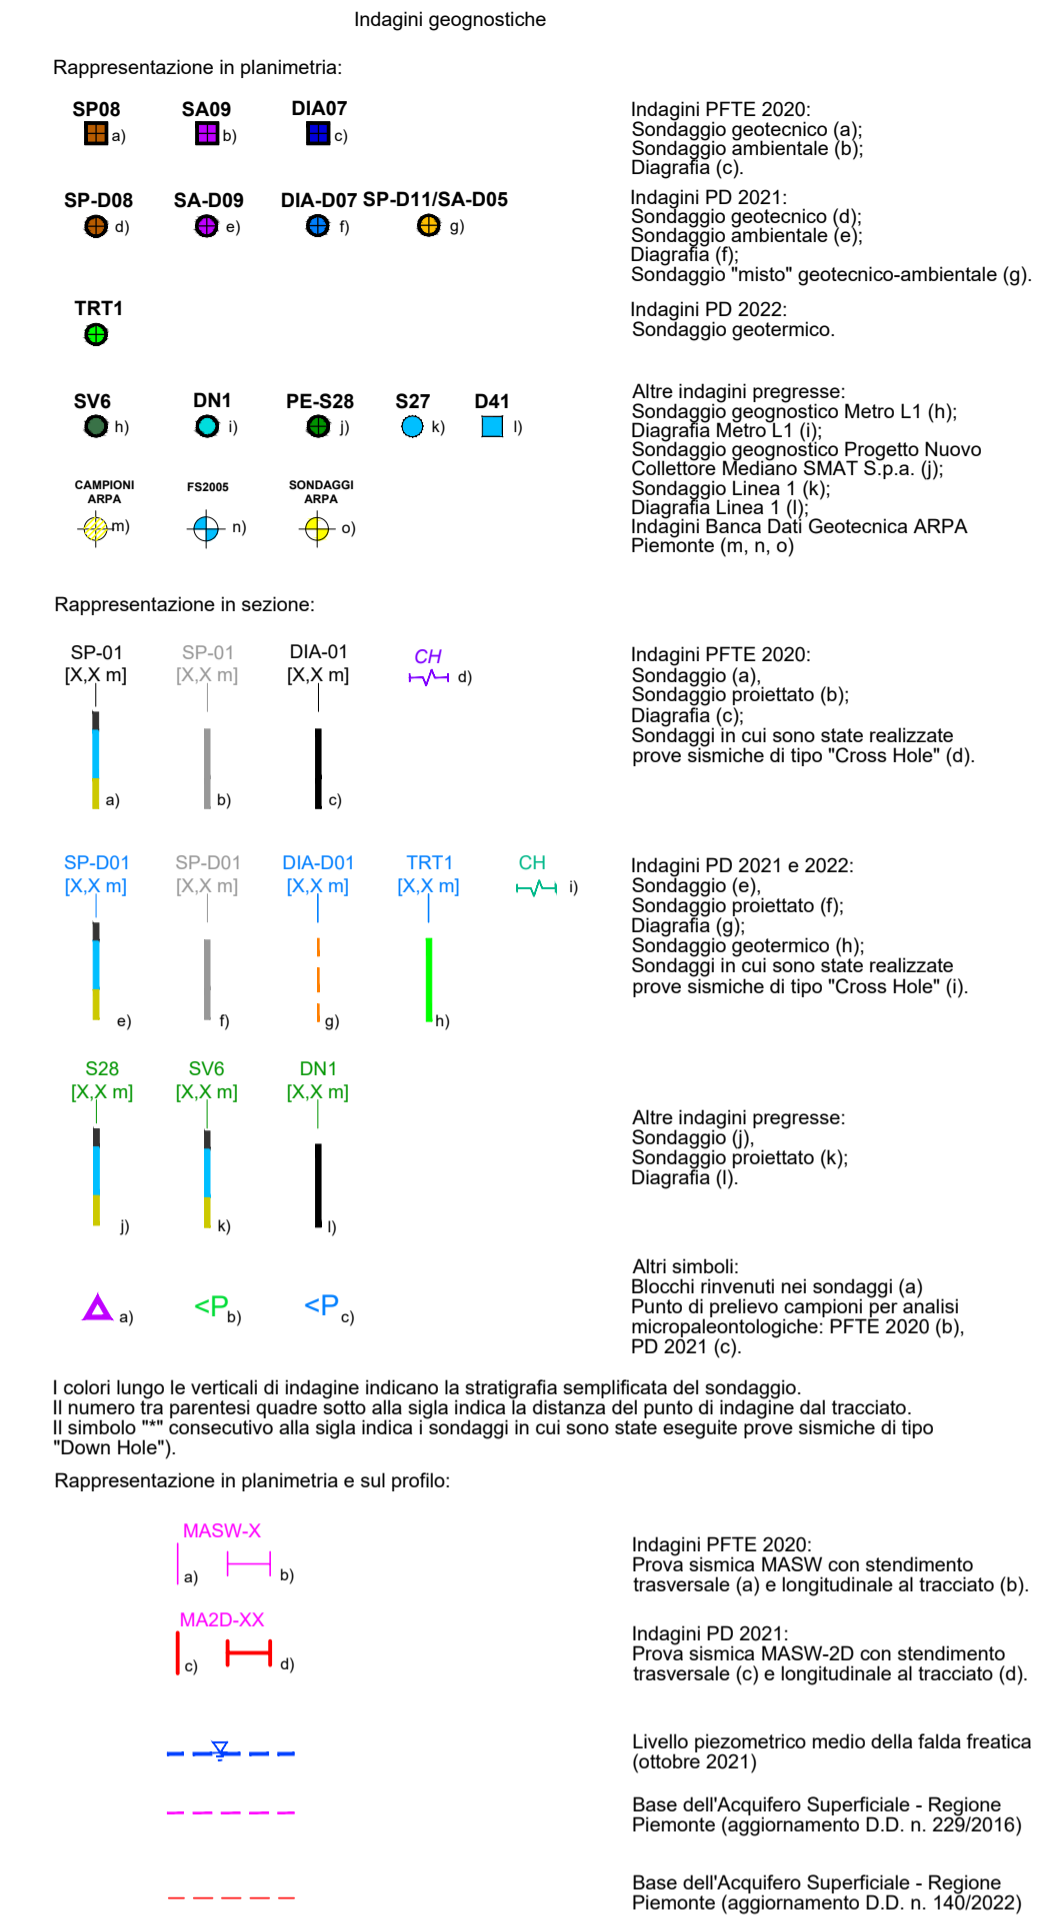 Indagini geognostiche
Rappresentazione in planimetria:
SP08 SA09 DIA07
a) b) c)
Indagini PFTE 2020:
Sondaggio geotecnico (a);
Sondaggio ambientale (b);
Diagrafia (c).
SP-D08 SA-D09 DIA-D07 SP-D11/SA-D05
d) e) f) g)
Indagini PD 2021:
Sondaggio geotecnico (d);
Sondaggio ambientale (e);
Diagrafia (f);
Sondaggio "misto" geotecnico-ambientale (g).
TRT1
Indagini PD 2022:
Sondaggio geotermico.
SV6 DN1 PE-S28 S27 D41
h) i) j) k) l)
CAMPIONI
ARPA
FS2005
SONDAGGI
ARPA
m) n) o)
Altre indagini pregresse:
Sondaggio geognostico Metro L1 (h);
Diagrafia Metro L1 (i);
Sondaggio geognostico Progetto Nuovo
Collettore Mediano SMAT S.p.a. (j);
Sondaggio Linea 1 (k);
Diagrafia Linea 1 (l);
Indagini Banca Dati Geotecnica ARPA
Piemonte (m, n, o)
Rappresentazione in sezione:
SP-01 SP-01 DIA-01 CH
[X,X m] [X,X m] [X,X m] d)
a) b) c)
Indagini PFTE 2020:
Sondaggio (a),
Sondaggio proiettato (b);
Diagrafia (c);
Sondaggi in cui sono state realizzate
prove sismiche di tipo "Cross Hole" (d).
SP-D01 SP-D01 DIA-D01 TRT1 CH
[X,X m] [X,X m] [X,X m] [X,X m] i)
e) f) g) h)
Indagini PD 2021 e 2022:
Sondaggio (e),
Sondaggio proiettato (f);
Diagrafia (g);
Sondaggio geotermico (h);
Sondaggi in cui sono state realizzate
prove sismiche di tipo "Cross Hole" (i).
S28 SV6 DN1
[X,X m] [X,X m] [X,X m]
j) k) l)
Altre indagini pregresse:
Sondaggio (j),
Sondaggio proiettato (k);
Diagrafia (l).
a) <P b) <P c)
Altri simboli:
Blocchi rinvenuti nei sondaggi (a)
Punto di prelievo campioni per analisi
micropaleontologiche: PFTE 2020 (b),
PD 2021 (c).
I colori lungo le verticali di indagine indicano la stratigrafia semplificata del sondaggio.
Il numero tra parentesi quadre sotto alla sigla indica la distanza del punto di indagine dal tracciato.
Il simbolo "*" consecutivo alla sigla indica i sondaggi in cui sono state eseguite prove sismiche di tipo
"Down Hole").
Rappresentazione in planimetria e sul profilo:
MASW-X
a) b)
Indagini PFTE 2020:
Prova sismica MASW con stendimento
trasversale (a) e longitudinale al tracciato (b).
MA2D-XX
c) d)
Indagini PD 2021:
Prova sismica MASW-2D con stendimento
trasversale (c) e longitudinale al tracciato (d).
Livello piezometrico medio della falda freatica
(ottobre 2021)
Base dell'Acquifero Superficiale - Regione
Piemonte (aggiornamento D.D. n. 229/2016)
Base dell'Acquifero Superficiale - Regione
Piemonte (aggiornamento D.D. n. 140/2022)